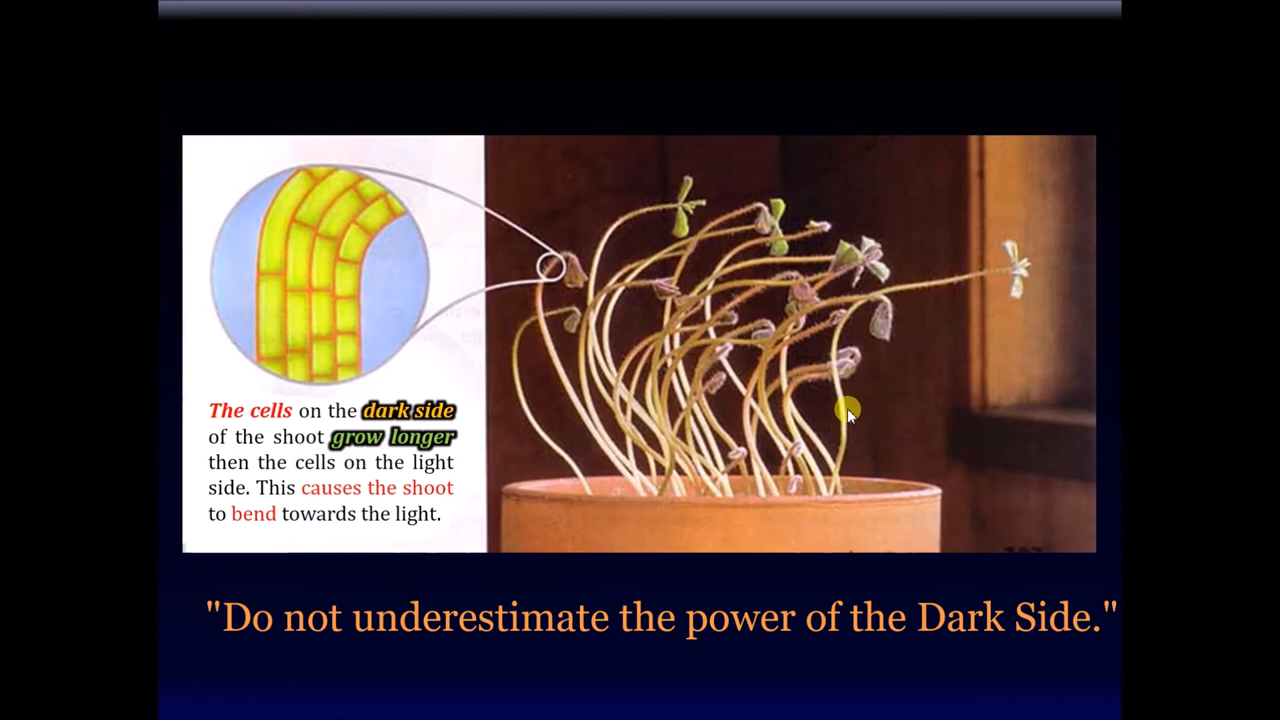 The cells on the dark side
of the shoot grow longer
then the cells on the light
side. This causes the shoot
to bend towards the light.
"Do not underestimate the power of the Dark Side."